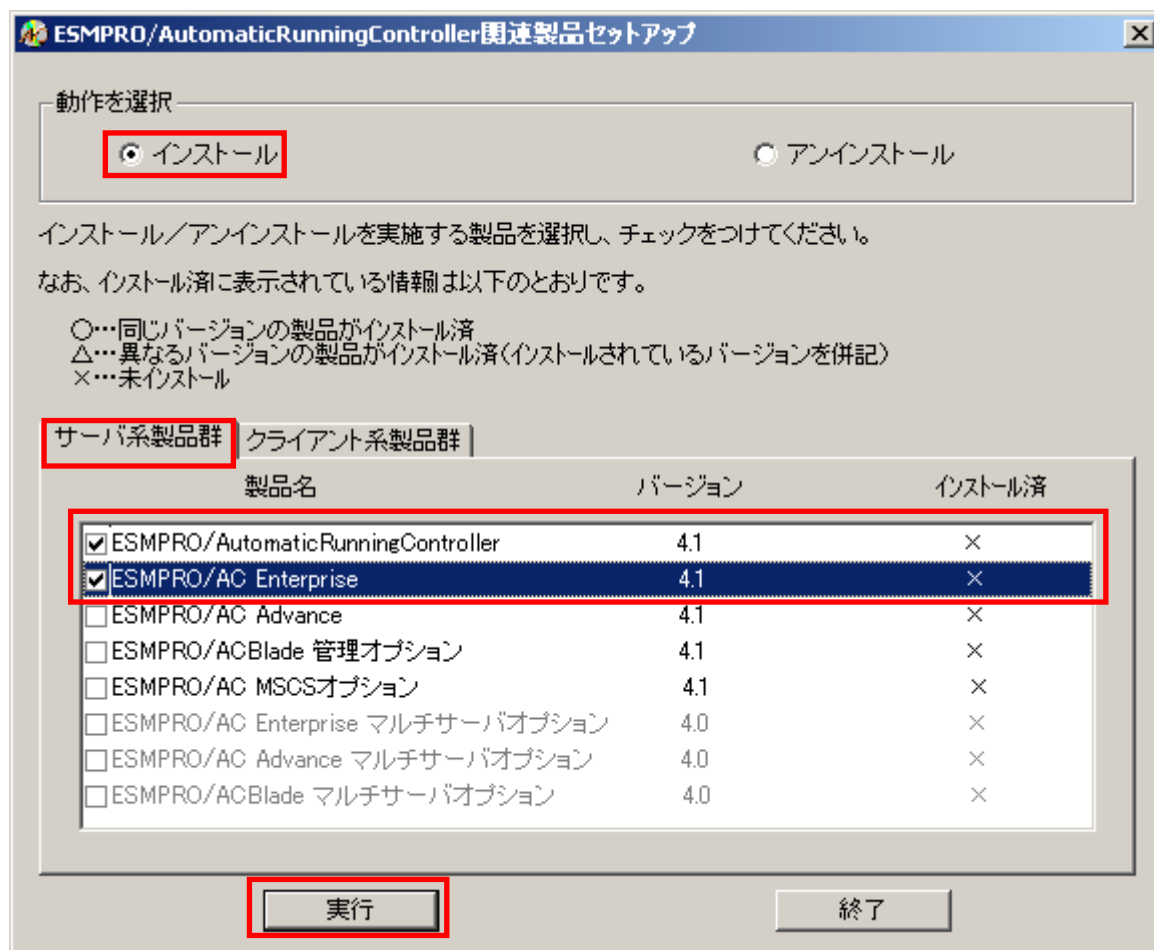 ESMPRO/AutomaticRunningController関連製品セットアップ
動作を選択
インストール アンインストール
インストール／アンインストールを実施する製品を選択し、チェックをつけてください。
なお、インストール済に表示されている情報は以下のとおりです。
○…同じバージョンの製品がインストール済
△…異なるバージョンの製品がインストール済(インストールされているバージョンを併記)
×…未インストール
サーバ系製品群 クライアント系製品群
製品名 バージョン インストール済
ESMPRO/AutomaticRunningController 4.1 ×
ESMPRO/AC Enterprise 4.1 ×
ESMPRO/AC Advance 4.1 ×
ESMPRO/ACBlade 管理オプション 4.1 ×
ESMPRO/AC MSCSオプション 4.1 ×
ESMPRO/AC Enterprise マルチサーバオプション 4.0 ×
ESMPRO/AC Advance マルチサーバオプション 4.0 ×
ESMPRO/ACBlade マルチサーバオプション 4.0 ×
実行 終了